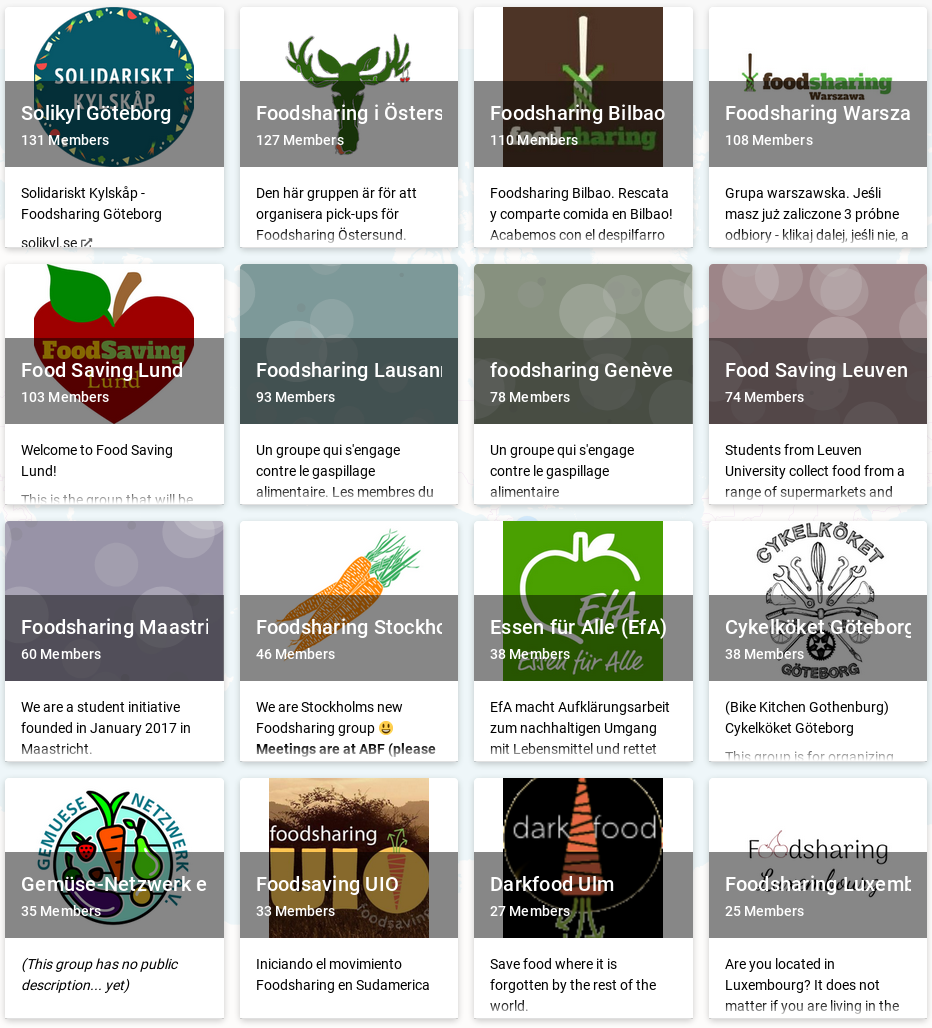 SOLIDARISKT
KYLSKÅP
Solikyl Göteborg
131 Members
Solidariskt Kylskåp -
Foodsharing Göteborg
solikyl.se
Foodsharing i Östers
127 Members
Den här gruppen är för att
organisera pick-ups för
Foodsharing Östersund.
foodsharing
Foodsharing Bilbao
110 Members
Foodsharing Bilbao. Rescata
y comparte comida en Bilbao!
Acabemos con el despilfarro
foodsharing
Warszawa
Foodsharing Warsza
108 Members
Grupa warszawska. Jeśli
masz już zaliczone 3 próbne
odbiory - klikaj dalej, jeśli nie, a
FoodSaving
Lund
Food Saving Lund
103 Members
Welcome to Food Saving
Lund!
This is the group that will be
Foodsharing Lausann
93 Members
Un groupe qui s'engage
contre le gaspillage
alimentaire. Les membres du
foodsharing Genève
78 Members
Un groupe qui s'engage
contre le gaspillage
alimentaire
Food Saving Leuven
74 Members
Students from Leuven
University collect food from a
range of supermarkets and
Foodsharing Maastri
60 Members
We are a student initiative
founded in January 2017 in
Maastricht.
Foodsharing Stockho
46 Members
We are Stockholms new
Foodsharing group 😃
Meetings are at ABF (please
EfA
Essen für Alle
Essen für Alle (EfA)
38 Members
EfA macht Aufklärungsarbeit
zum nachhaltigen Umgang
mit Lebensmittel und rettet
CYKELKÖKET
GÖTEBORG
Cykelköket Göteborg
38 Members
(Bike Kitchen Gothenburg)
Cykelköket Göteborg
This group is for organizing
GEMUESE NETZWERK e.V.
Gemüse-Netzwerk e
35 Members
(This group has no public
description... yet)
foodsharing
UIO
foodsaving
Foodsaving UIO
33 Members
Iniciando el movimiento
Foodsharing en Sudamerica
dark food
Darkfood Ulm
27 Members
Save food where it is
forgotten by the rest of the
world.
Foodsharing
Luxembourg
Foodsharing Luxemb
25 Members
Are you located in
Luxembourg? It does not
matter if you are living in the